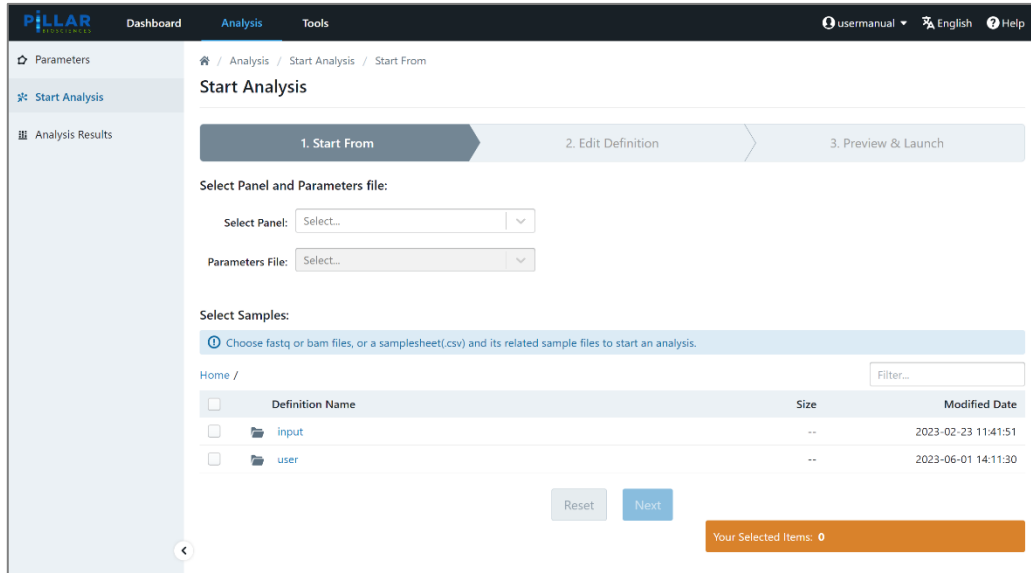 PiLLAR Dashboard Analysis Tools usermanual English Help
BIOSCIENCES
Parameters
Start Analysis
Analysis Results
/ Analysis / Start Analysis / Start From
Start Analysis
1. Start From 2. Edit Definition 3. Preview & Launch
Select Panel and Parameters file:
Select Panel: Select...
Parameters File: Select...
Select Samples:
Choose fastq or bam files, or a samplesheet(.csv) and its related sample files to start an analysis.
Home / Filter...
Definition Name Size Modified Date
input -- 2023-02-23 11:41:51
user -- 2023-06-01 14:11:30
Reset Next
Your Selected Items: 0